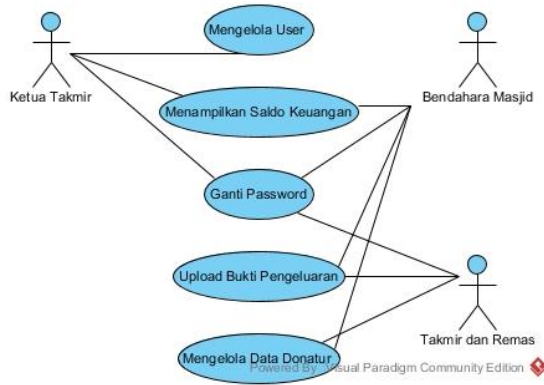 Mengelola User
Ketua Takmir
Bendahara Masjid
Menampilkan Saldo Keuangan
Ganti Password
Upload Bukti Pengeluaran
Takmir dan Remas
Mengelola Data Donatur
Powered By Visual Paradigm Community Edition